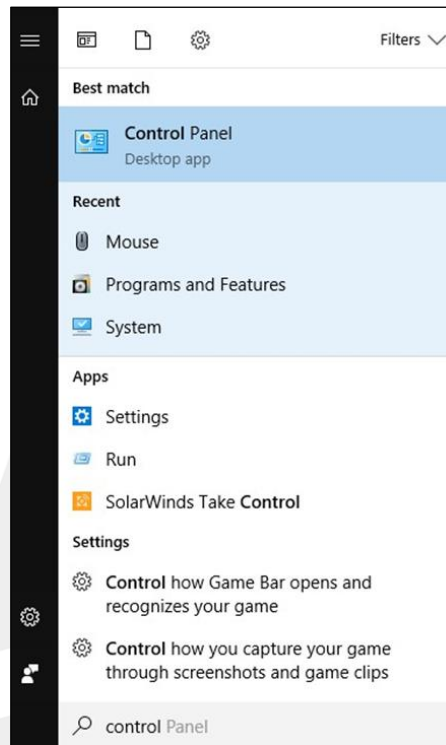 Filters
Best match
Control Panel
Desktop app
Recent
Mouse
Programs and Features
System
Apps
Settings
Run
SolarWinds Take Control
Settings
Control how Game Bar opens and
recognizes your game
Control how you capture your game
through screenshots and game clips
control Panel